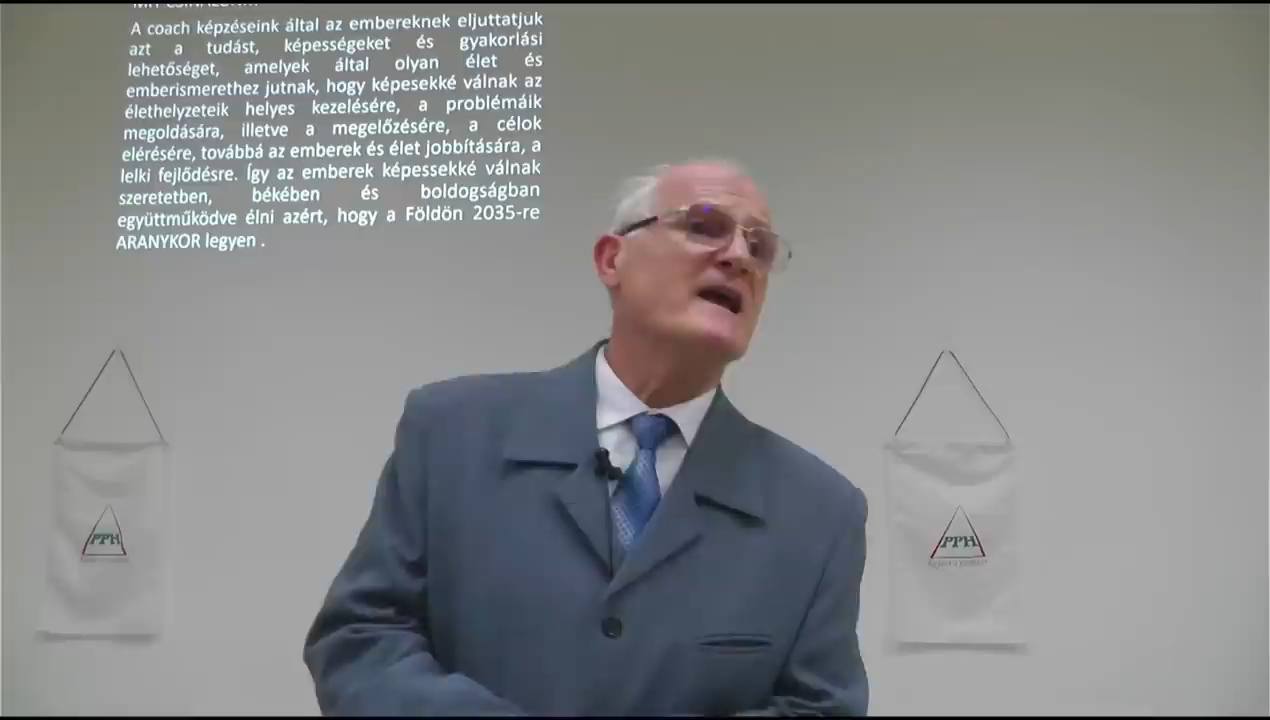 MIT CSINÁLUNK?
A coach képzéseink által az embereknek eljuttatjuk
azt a tudást, képességeket és gyakorlási
lehetőséget, amelyek által olyan élet és
emberismerethez jutnak, hogy képesekké válnak az
élethelyzeteik helyes kezelésére, a problémáik
megoldására, illetve a megelőzésére, a célok
elérésére, továbbá az emberek és élet jobbítására, a
lelki fejlődésre. Így az emberek képessekké válnak
szeretetben, békében és boldogságban
együttműködve élni azért, hogy a Földön 2035-re
ARANYKOR legyen .
PPH
PPH